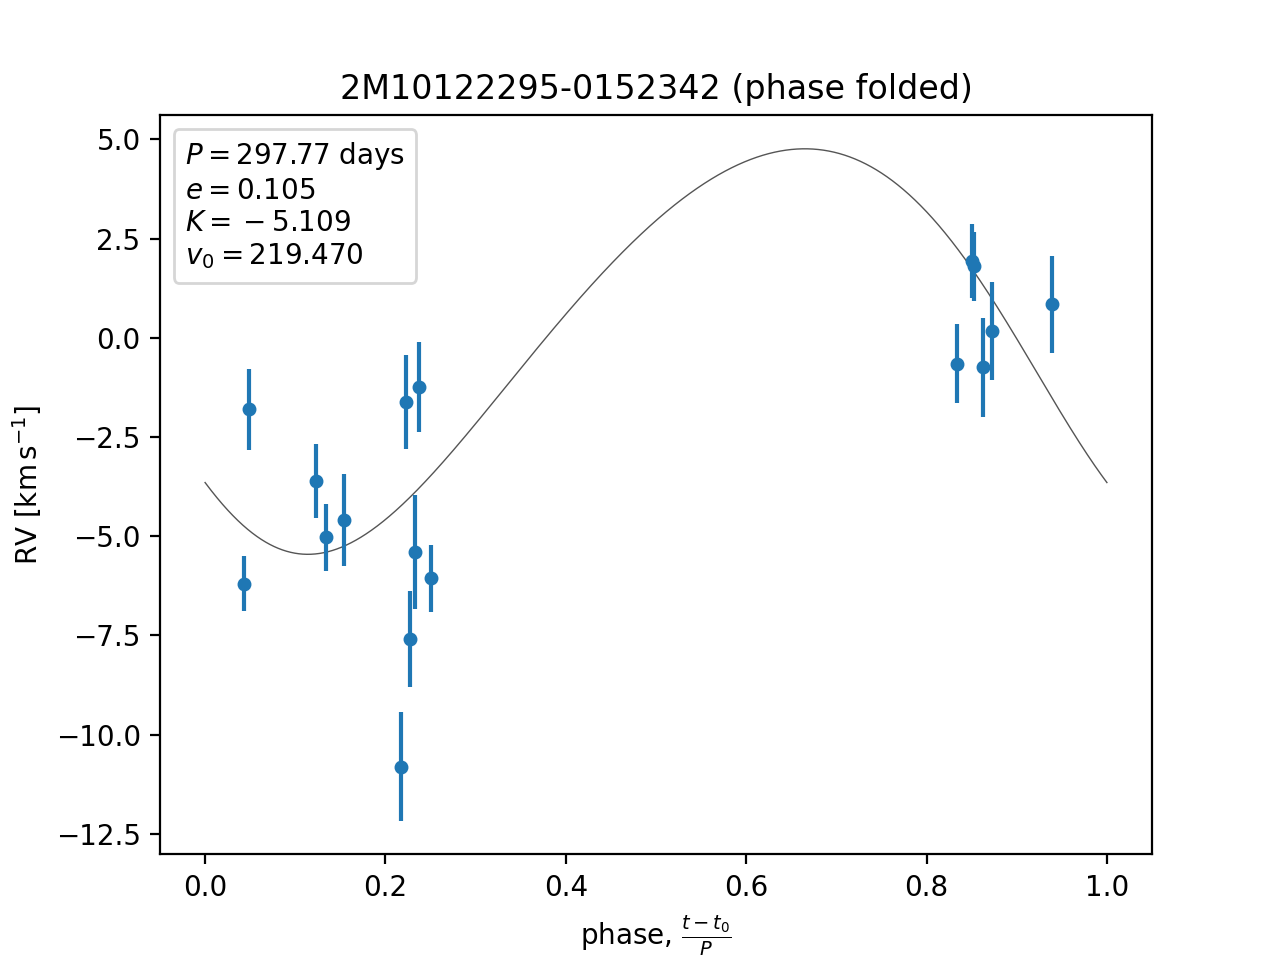 2M10122295-0152342 (phase folded)
P = 297.77 days
e = 0.105
K = −5.109
v₀ = 219.470
5.0
2.5
0.0
−2.5
−5.0
−7.5
−10.0
−12.5
RV [km s⁻¹]
0.0 0.2 0.4 0.6 0.8 1.0
phase, (t − t₀)/P